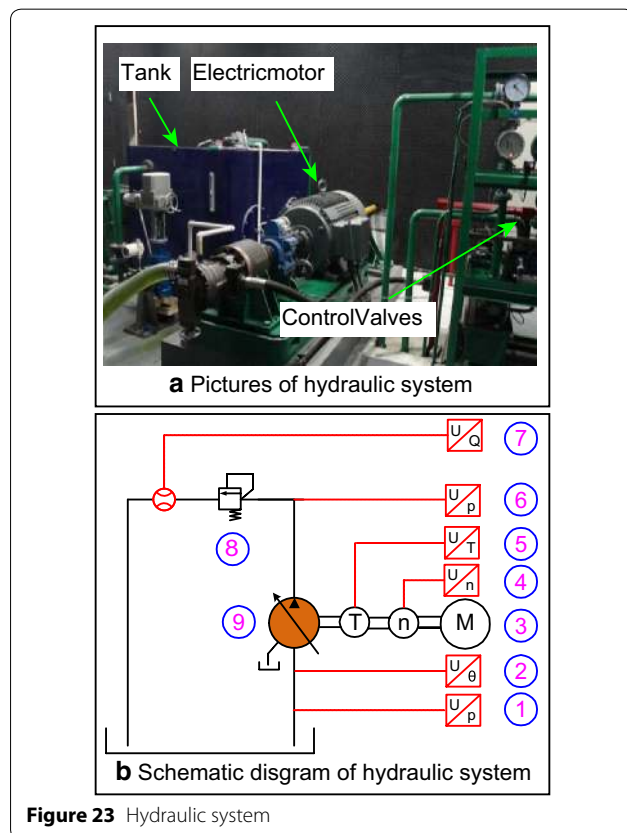 Tank Electricmotor
ControlValves
a Pictures of hydraulic system
U Q 7
U p 6
8
U T 5
U n 4
9 T n M 3
U θ 2
U p 1
b Schematic disgram of hydraulic system
Figure 23 Hydraulic system